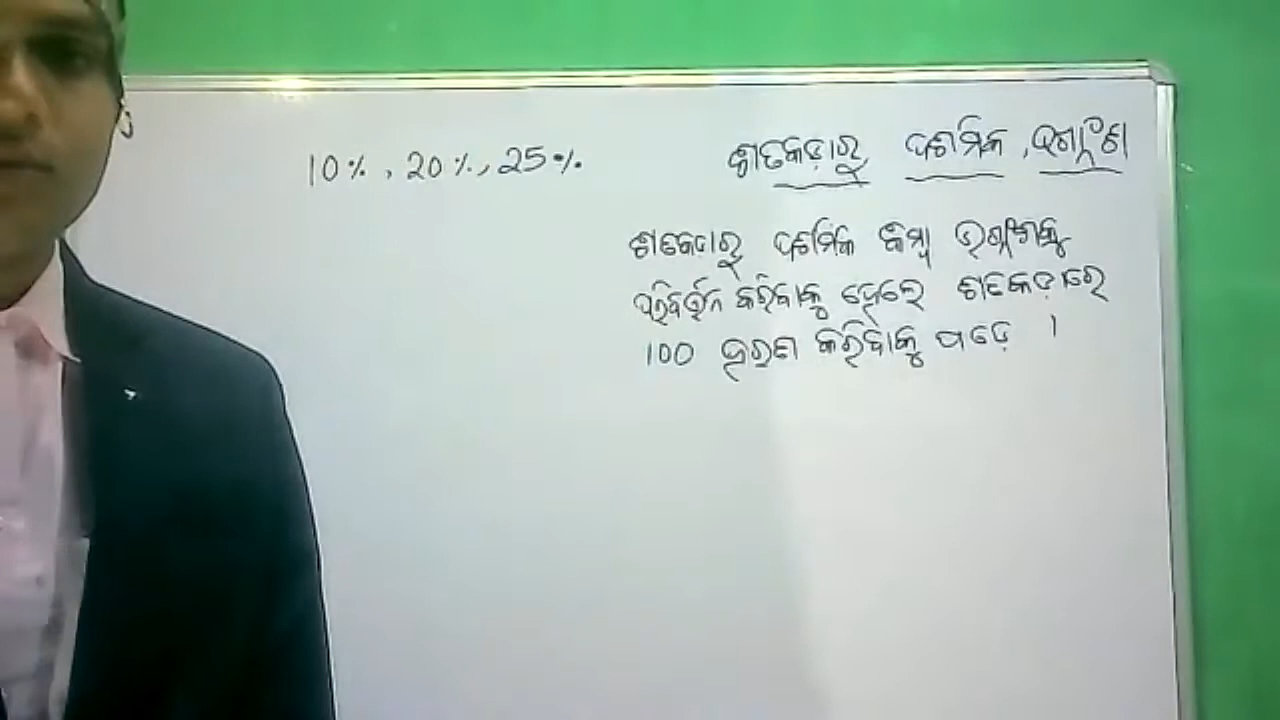 10%, 20%, 25%
ଶତକଡ଼ାରୁ ଦଶମିକ, ଭଗ୍ନାଂଶ
ଶତକଡ଼ାରୁ ଦଶମିକ କିମ୍ବା ଭଗ୍ନାଂଶକୁ
ପରିବର୍ତ୍ତନ କରିବାକୁ ହେଲେ ଶତକଡ଼ାରେ
100 ହରଣ କରିବାକୁ ପଡ଼େ ।